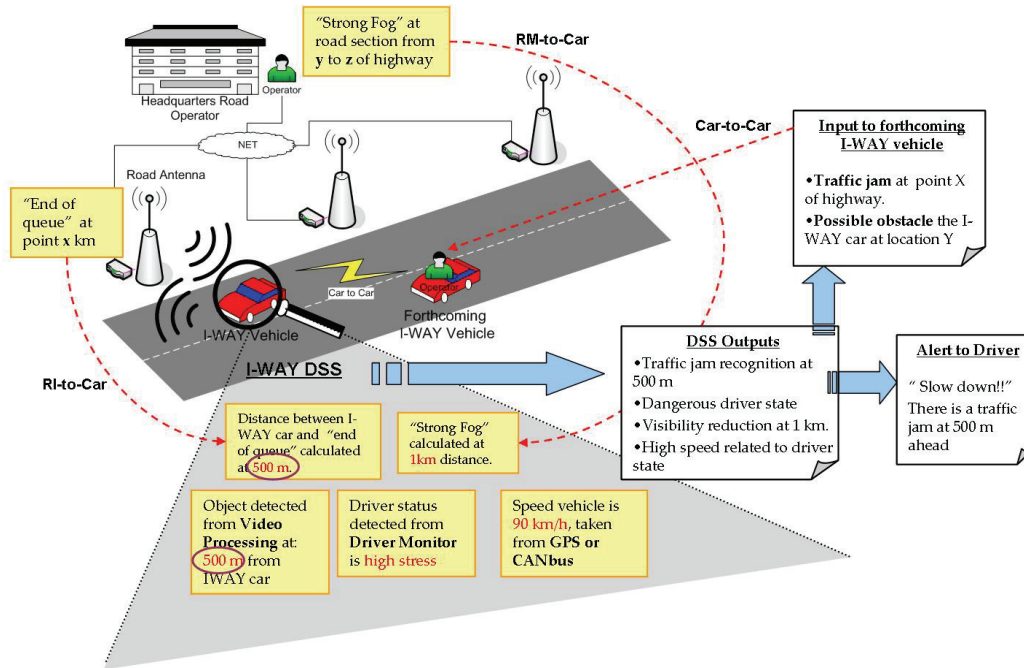 "Strong Fog" at
road section from
y to z of highway
RM-to-Car
Operator
Headquarters Road
Operator
NET
Car-to-Car
Input to forthcoming
I-WAY vehicle
•Traffic jam at point X
of highway.
•Possible obstacle the I-
WAY car at location Y
Road Antenna
"End of
queue" at
point x km
Car to Car
Operator
I-WAY Vehicle
Forthcoming
I-WAY Vehicle
I-WAY DSS
RI-to-Car
DSS Outputs
•Traffic jam recognition at
500 m
•Dangerous driver state
•Visibility reduction at 1 km.
•High speed related to driver
state
Alert to Driver
" Slow down!!"
There is a traffic
jam at 500 m
ahead
Distance between I-
WAY car and "end
of queue" calculated
at 500 m.
"Strong Fog"
calculated at
1km distance.
Object detected
from Video
Processing at:
500 m from
IWAY car
Driver status
detected from
Driver Monitor
is high stress
Speed vehicle is
90 km/h, taken
from GPS or
CANbus